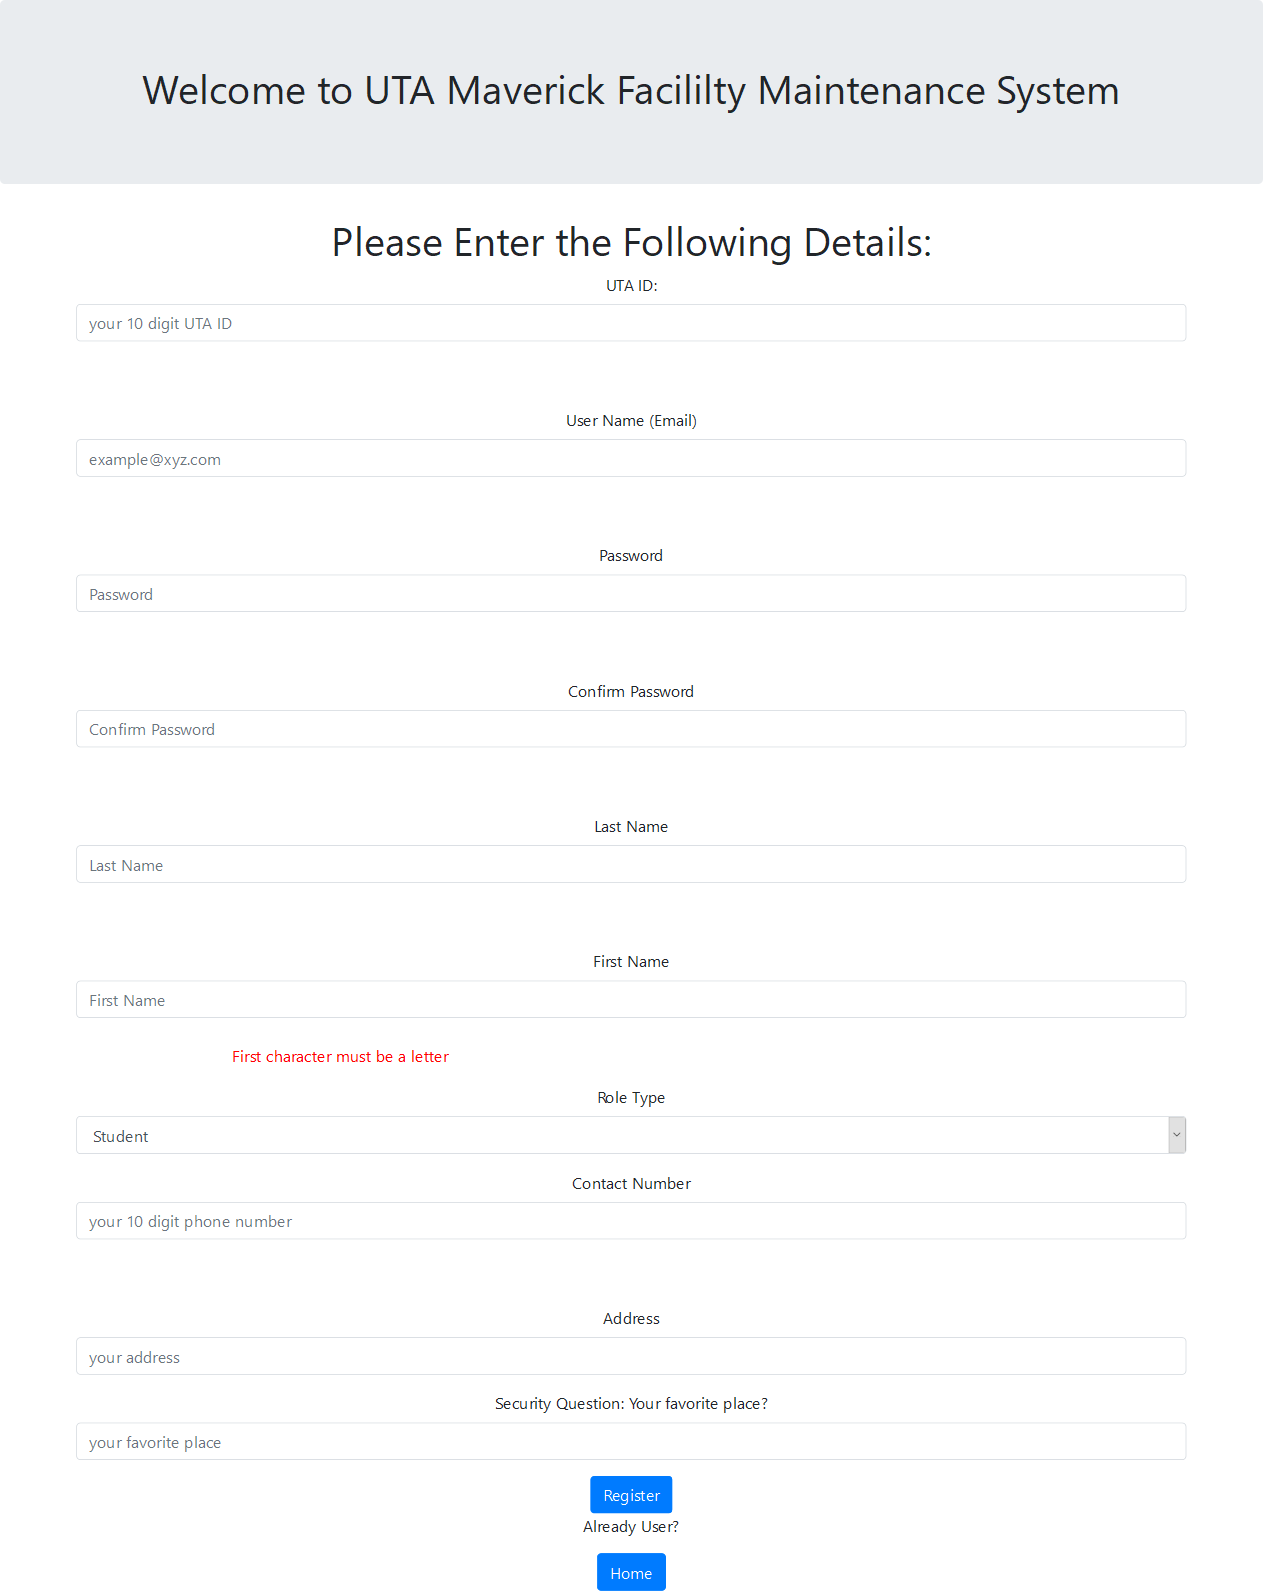 Welcome to UTA Maverick Facililty Maintenance System
Please Enter the Following Details:
UTA ID:
your 10 digit UTA ID
User Name (Email)
example@xyz.com
Password
Password
Confirm Password
Confirm Password
Last Name
Last Name
First Name
First Name
First character must be a letter
Role Type
Student
Contact Number
your 10 digit phone number
Address
your address
Security Question: Your favorite place?
your favorite place
Register
Already User?
Home